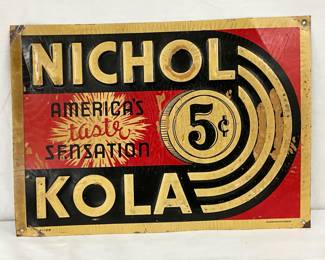 NICHOL
AMERICA'S
taste
SENSATION
5¢
KOLA